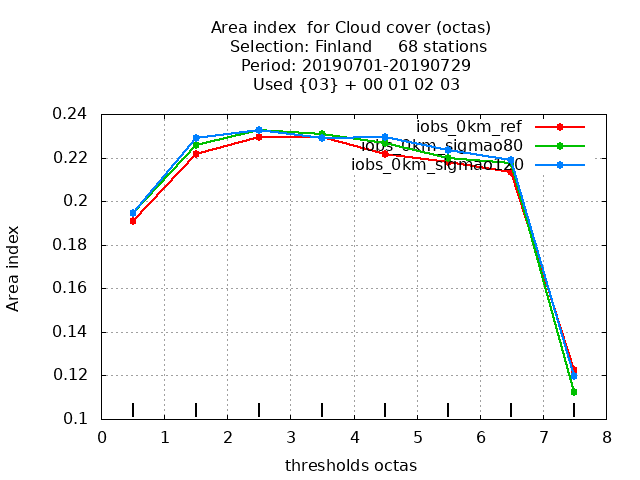 Area index  for Cloud cover (octas)
Selection: Finland     68 stations
Period: 20190701-20190729
Used {03} + 00 01 02 03
0.24
iobs_0km_ref
iobs_0km_sigmao80
0.22
iobs_0km_sigmao120
0.2
0.18
Area index
0.16
0.14
0.12
0.1
0 1 2 3 4 5 6 7 8
thresholds octas